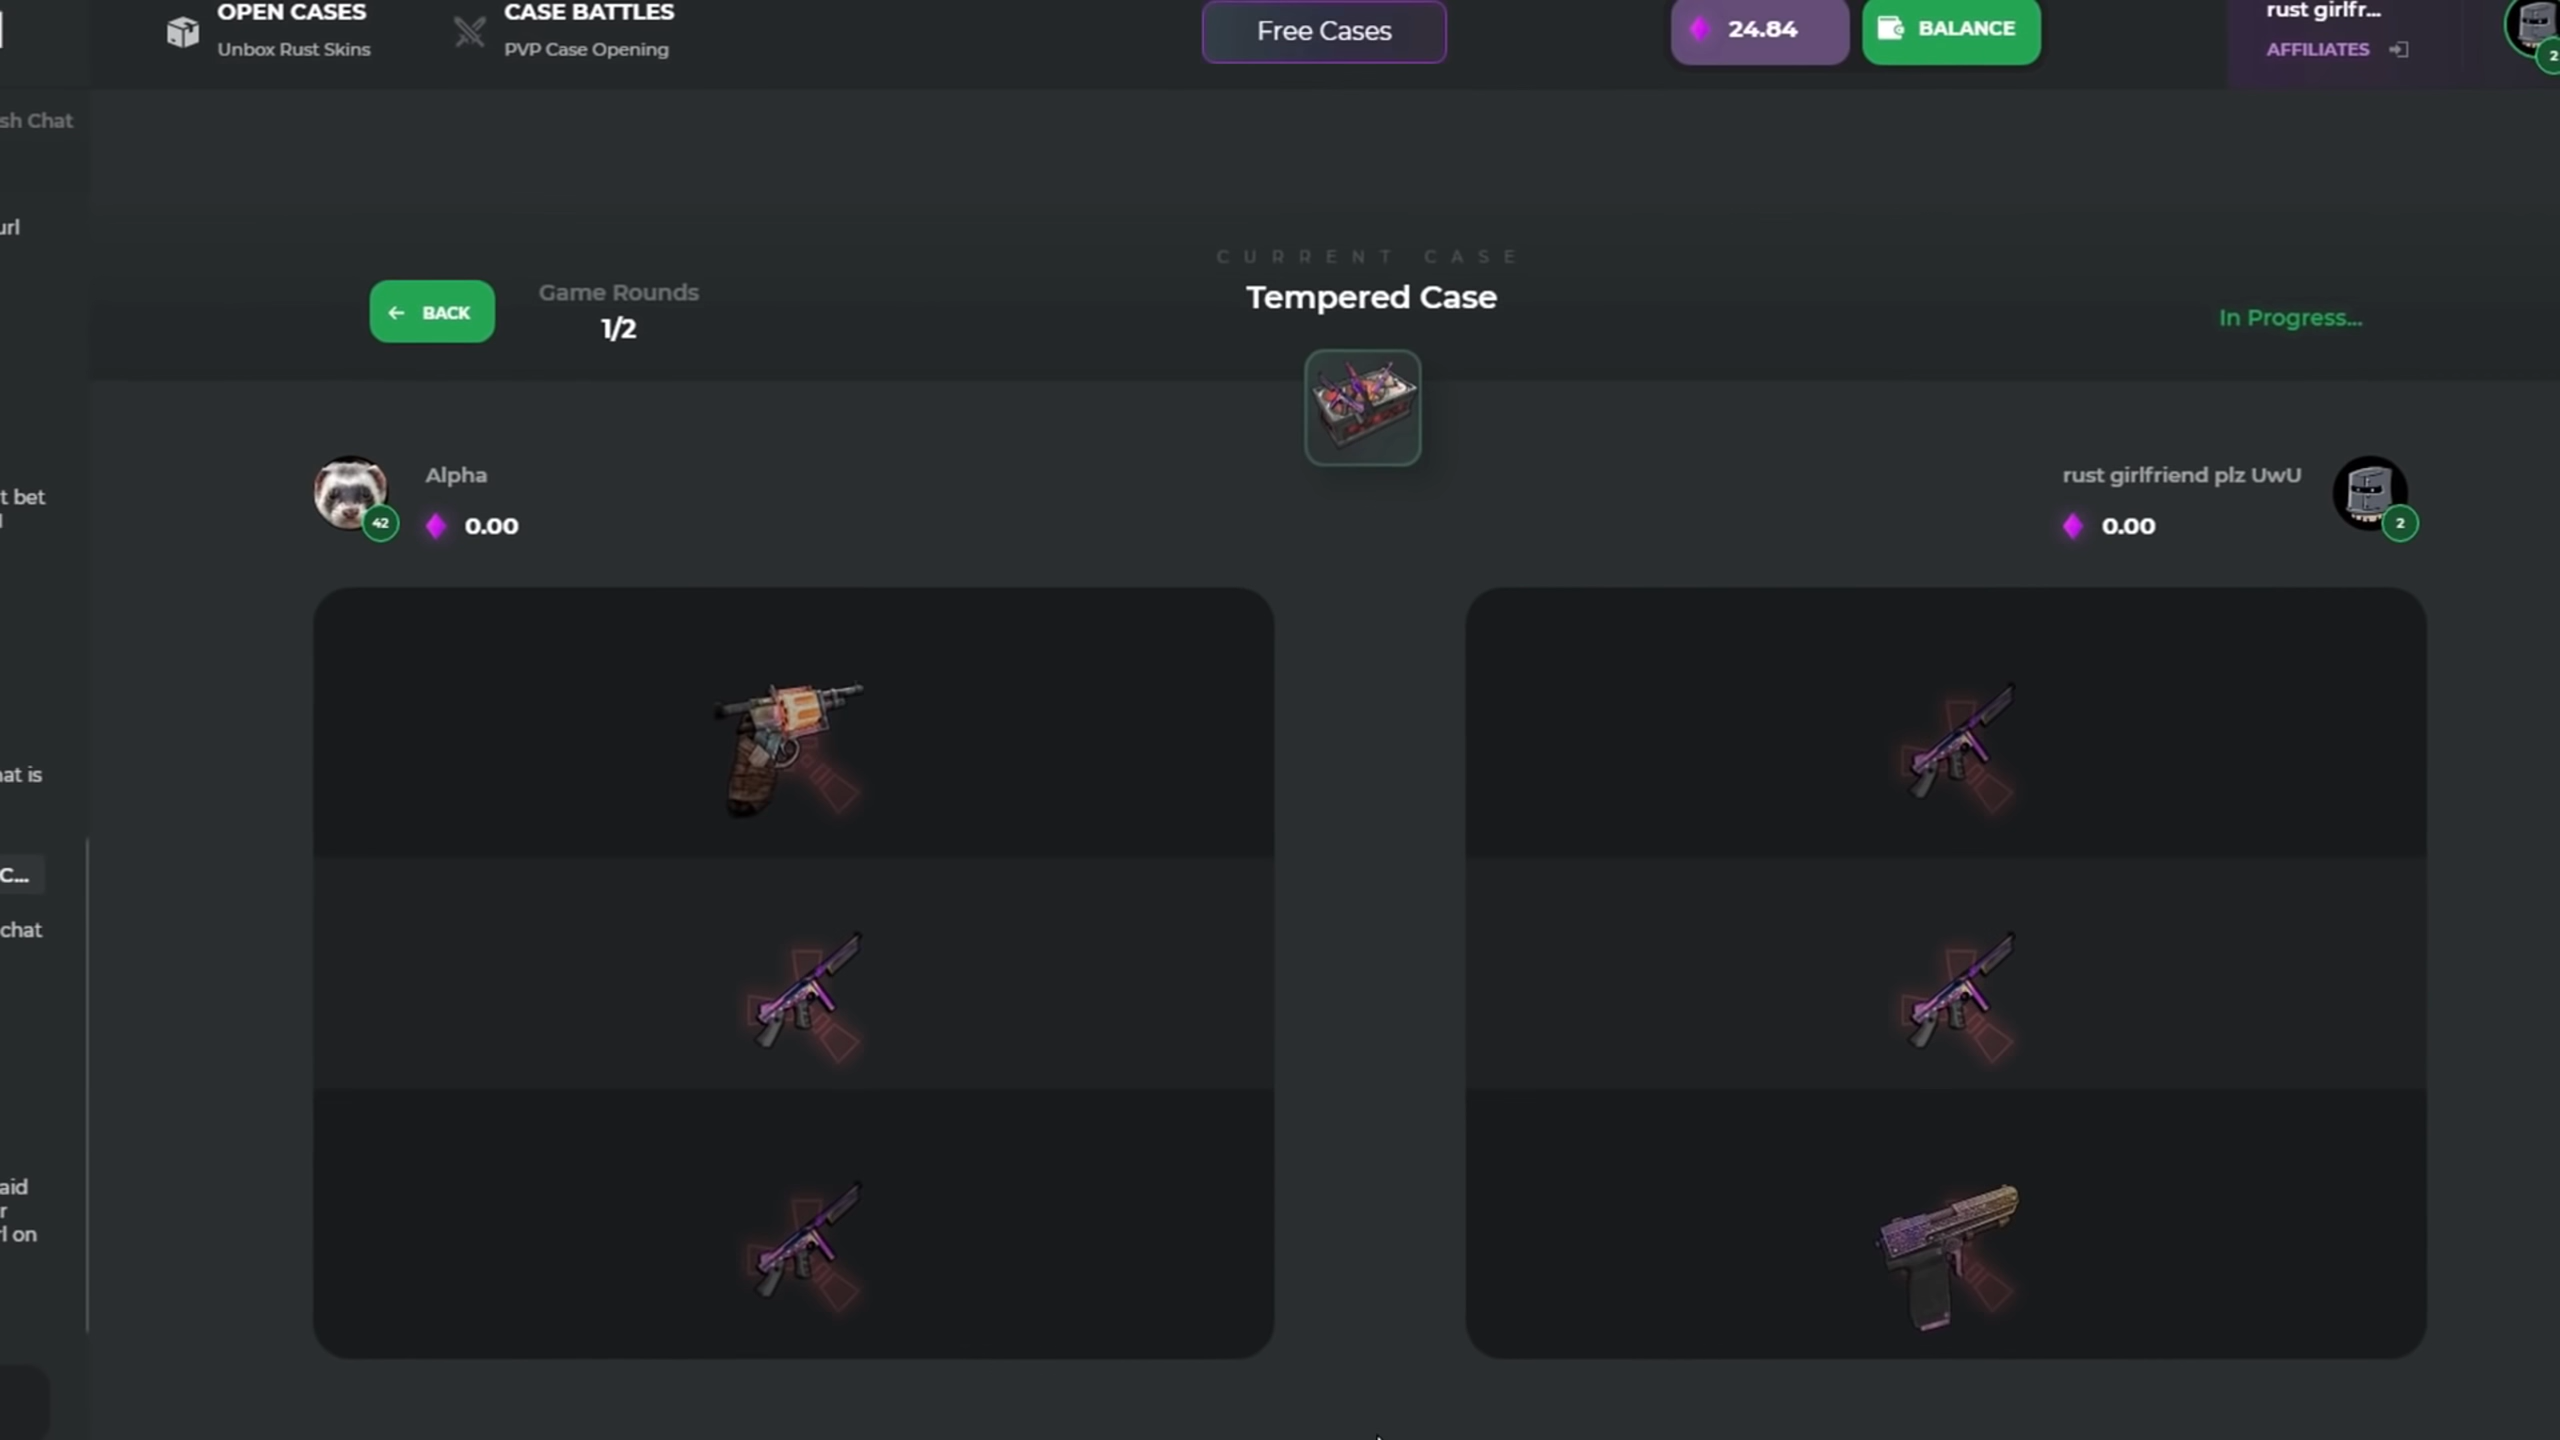 OPEN CASES
Unbox Rust Skins
CASE BATTLES
PVP Case Opening
Free Cases
24.84
BALANCE
rust girlfr...
AFFILIATES
2
sh Chat
url
t bet
at is
C...
chat
aid
r
l on
CURRENT CASE
BACK
Game Rounds
1/2
Tempered Case
In Progress...
Alpha
42
0.00
rust girlfriend plz UwU
0.00
2